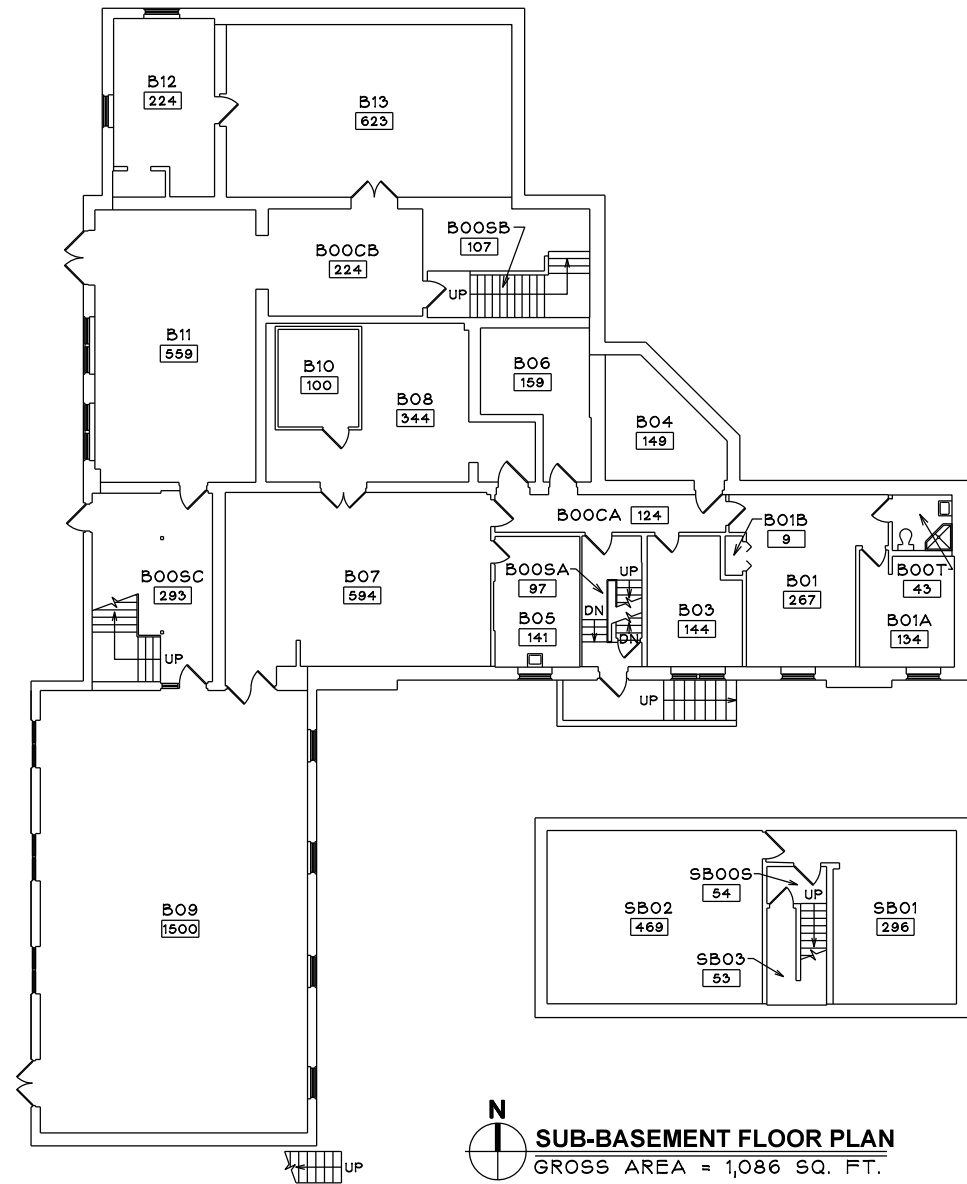 B12
224
B13
623
B00SB
107
B00CB
224
UP
B11
559
B10
100
B08
344
B06
159
B04
149
B00CA 124
B01B
9
B00SC
293
UP
B07
594
B00SA
97
B05
141
UP
DN
DN
B03
144
B01
267
B00T
43
B01A
134
UP
B09
1500
SB02
469
SB00S
54
UP
SB03
53
SB01
296
UP
N
SUB-BASEMENT FLOOR PLAN
GROSS AREA = 1,086 SQ. FT.